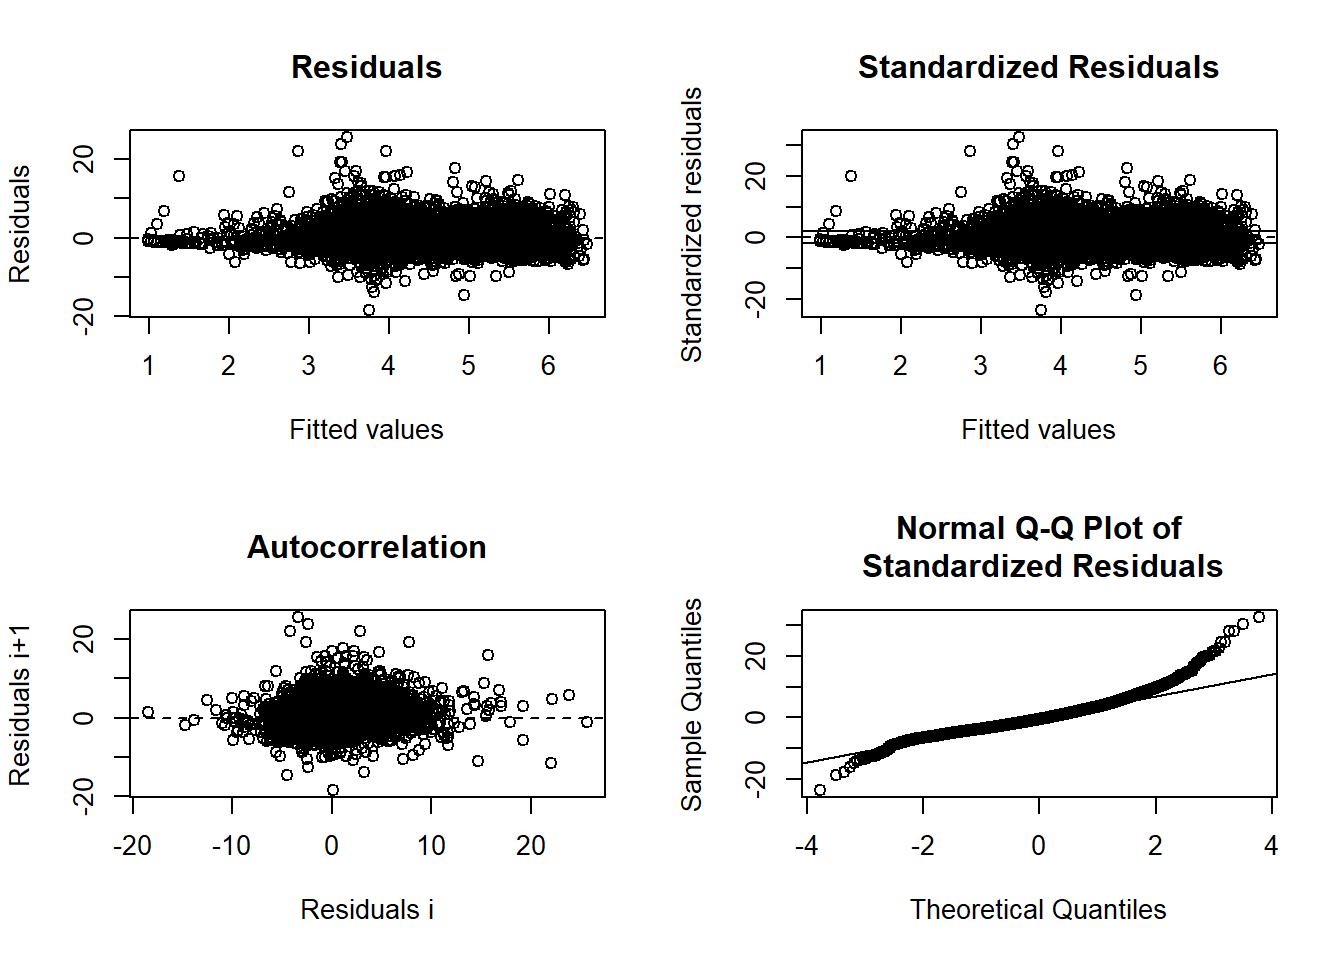 Residuals
Residuals
20
0
-20
1 2 3 4 5 6
Fitted values
Standardized Residuals
Standardized residuals
20
0
-20
1 2 3 4 5 6
Fitted values
Autocorrelation
Residuals i+1
20
0
-20
-20 -10 0 10 20
Residuals i
Normal Q-Q Plot of
Standardized Residuals
Sample Quantiles
20
0
-20
-4 -2 0 2 4
Theoretical Quantiles